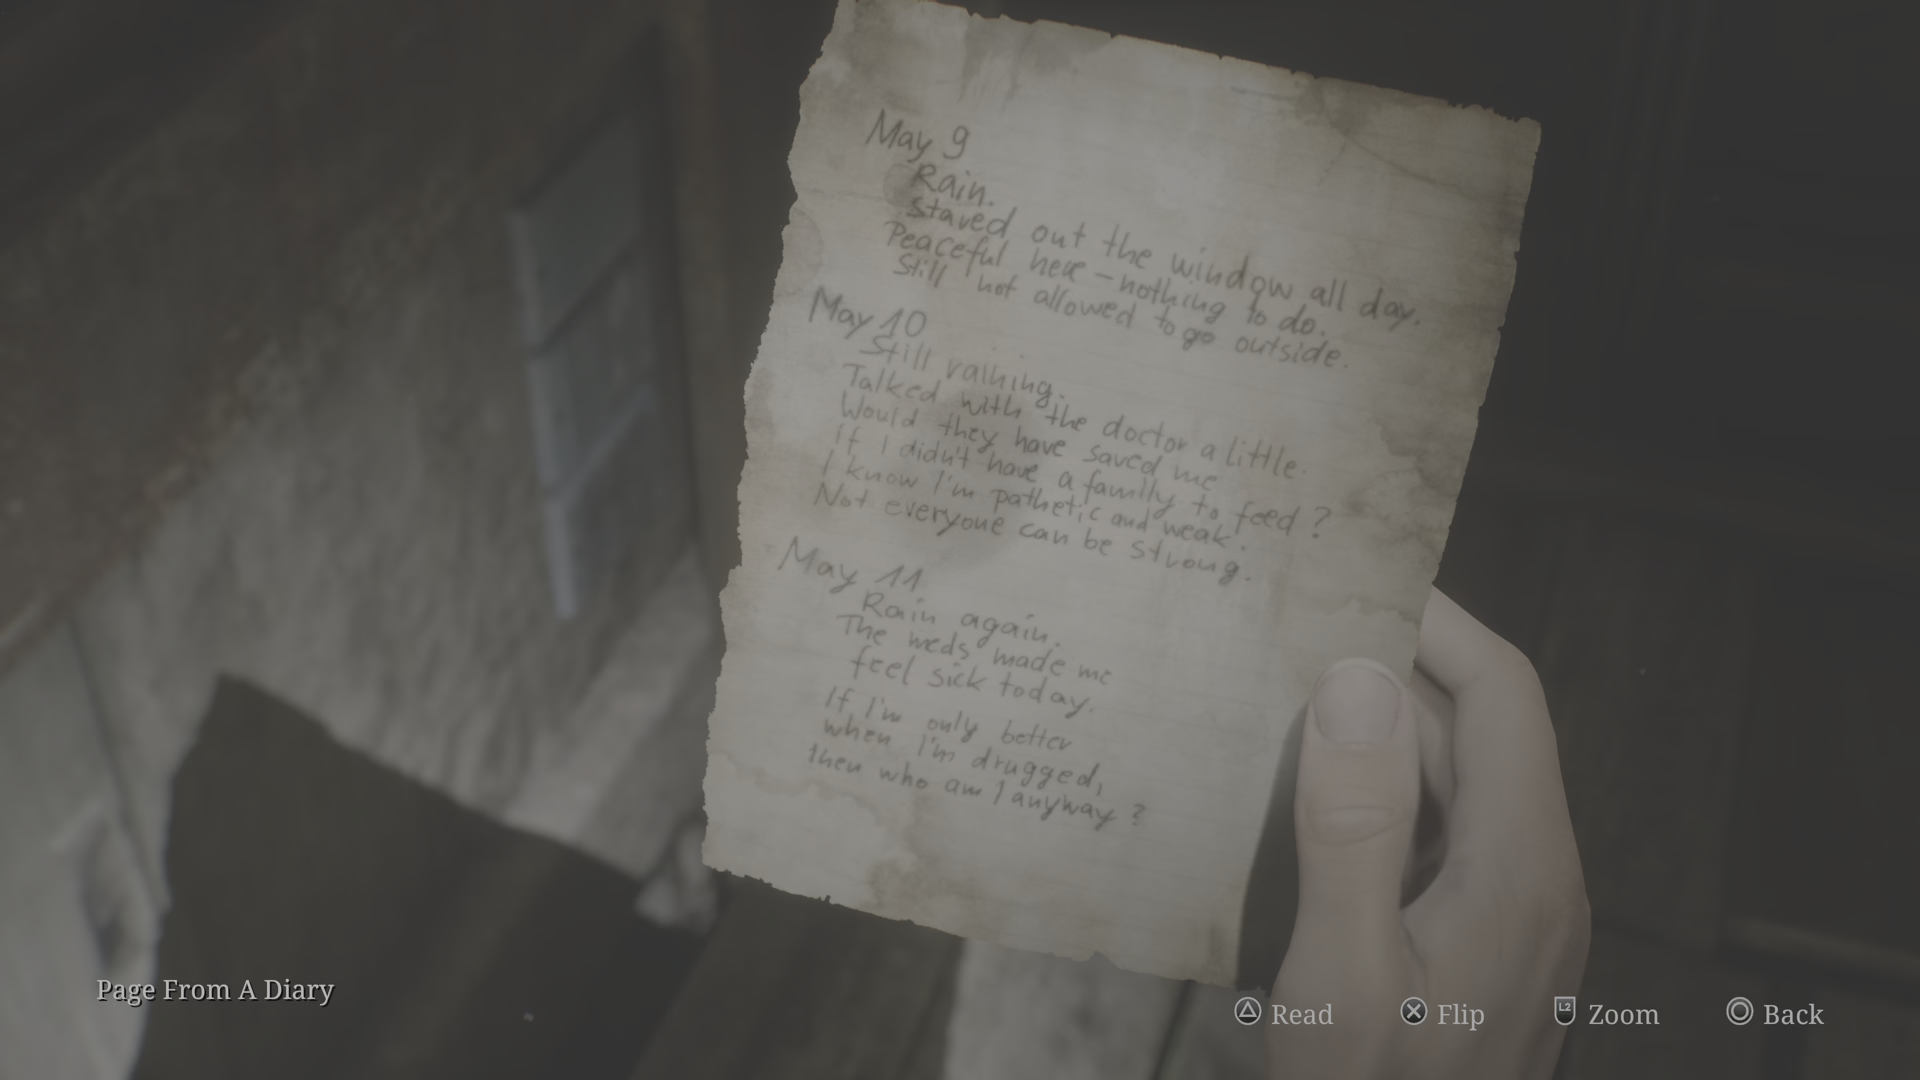 May 9
Rain.
Stared out the window all day.
Peaceful here - nothing to do.
Still not allowed to go outside.
May 10
Still raining.
Talked with the doctor a little.
Would they have saved me
if I didn't have a family to feed?
I know I'm pathetic and weak.
Not everyone can be strong.
May 11
Rain again.
The meds made me
feel sick today.
If I'm only better
when I'm drugged,
then who am I anyway?
Page From A Diary
Read
Flip
L2 Zoom
Back